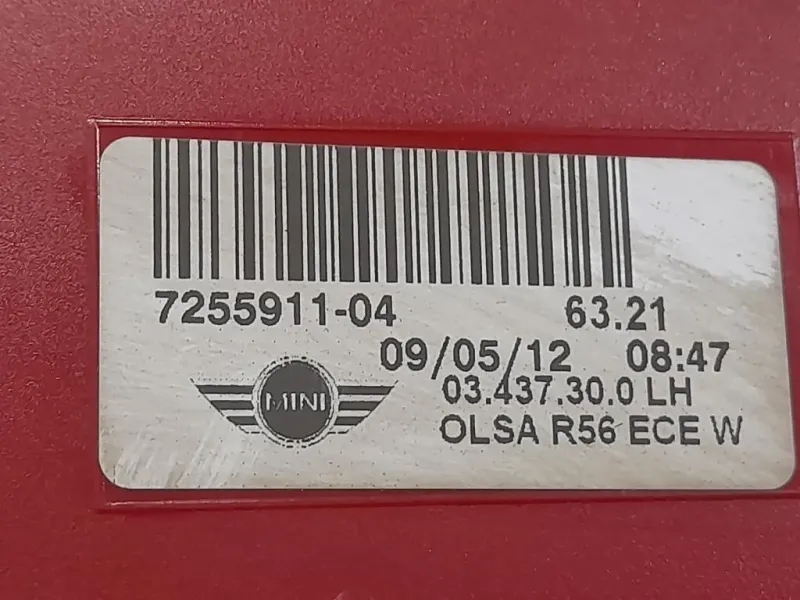 7255911-04 63.21
09/05/12 08:47
03.437.30.0 LH
MINI
OLSA R56 ECE W